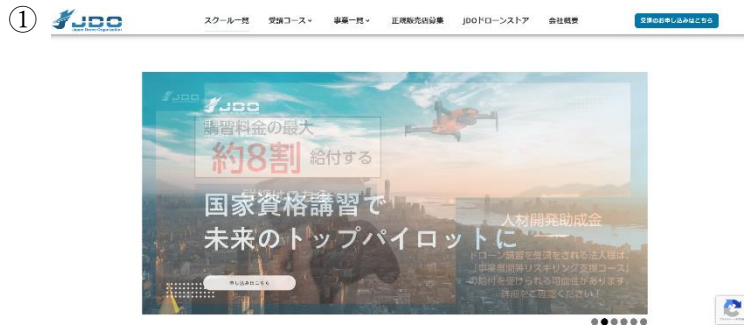 ①
JDO
Japan Drone Organization
スクール一覧 受講コース 事業一覧 正規販売店募集 JDOドローンストア 会社概要 受講のお申し込みはこちら
JDO
JDO
講習料金の最大
約8割 給付する
国家資格講習で
未来のトップパイロットに
人材開発助成金
ドローン講習を受講をされる法人様は、
「事業展開等リスキリング支援コース」
の給付を受けられる可能性があります。
詳細をご確認ください！
お申し込みはこちら